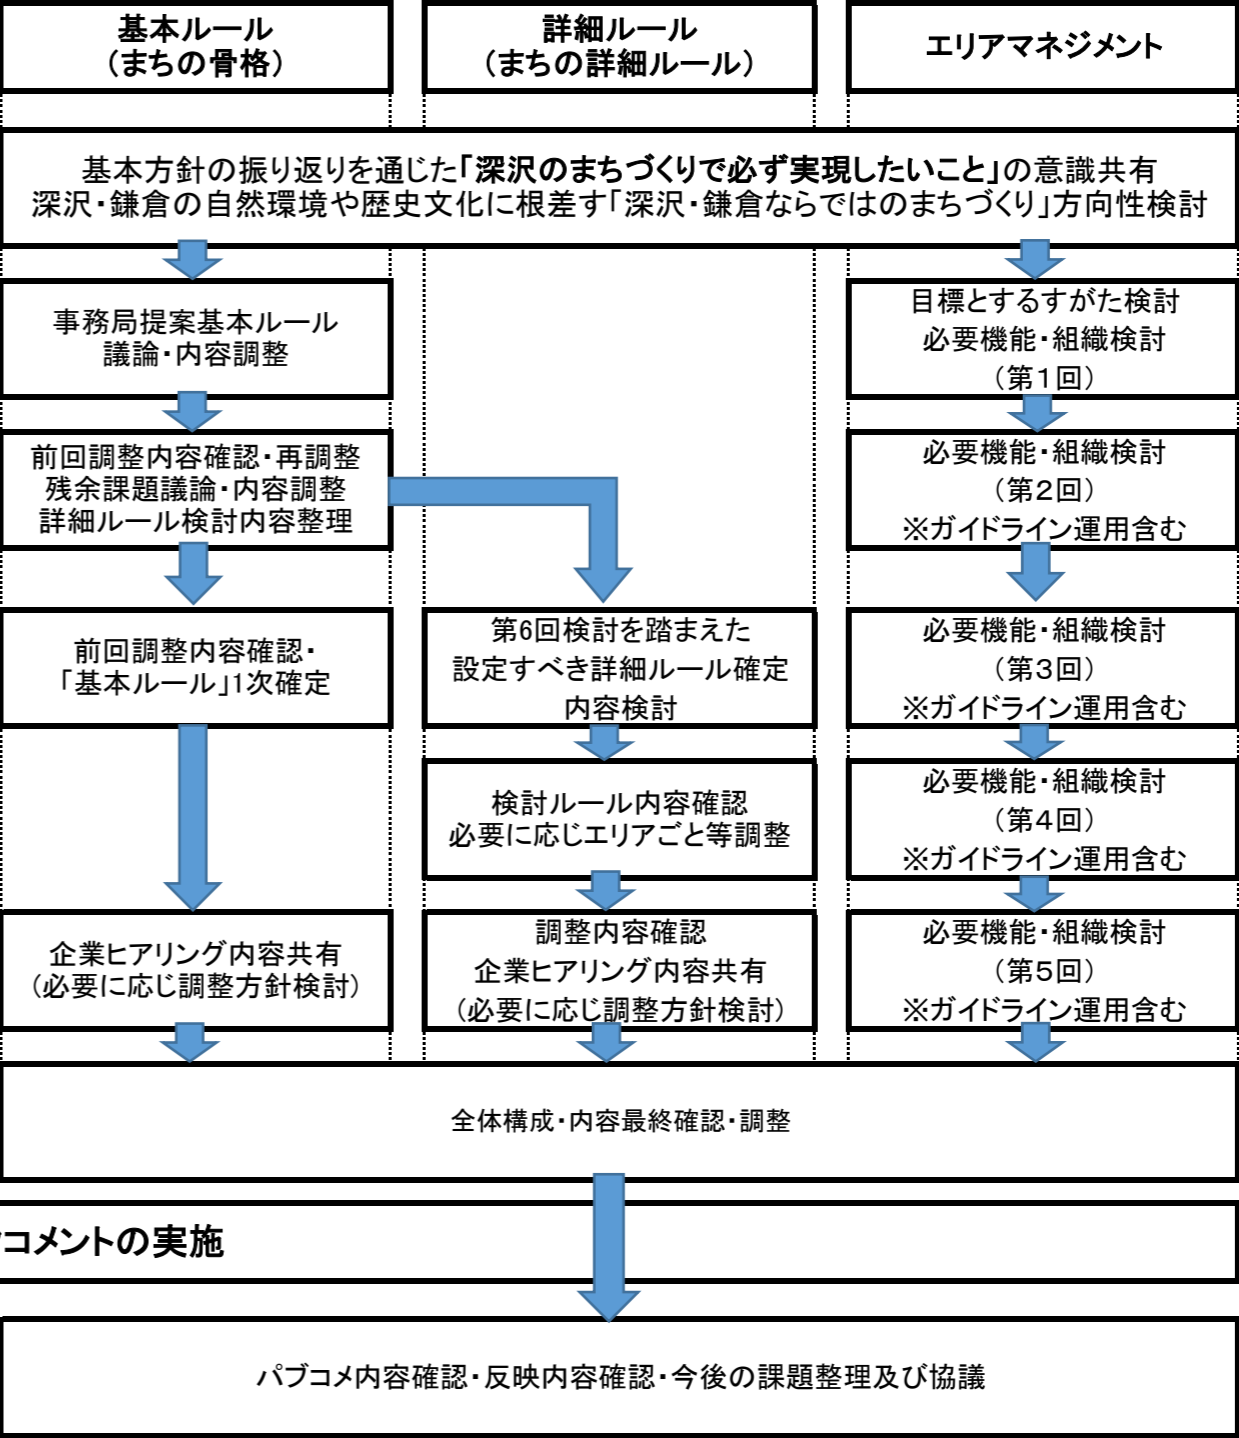 基本ルール
(まちの骨格)
詳細ルール
(まちの詳細ルール)
エリアマネジメント
基本方針の振り返りを通じた「深沢のまちづくりで必ず実現したいこと」の意識共有
深沢・鎌倉の自然環境や歴史文化に根差す「深沢・鎌倉ならではのまちづくり」方向性検討
事務局提案基本ルール
議論・内容調整
目標とするすがた検討
必要機能・組織検討
(第1回)
前回調整内容確認・再調整
残余課題議論・内容調整
詳細ルール検討内容整理
必要機能・組織検討
(第2回)
※ガイドライン運用含む
前回調整内容確認・
「基本ルール」1次確定
第6回検討を踏まえた
設定すべき詳細ルール確定
内容検討
必要機能・組織検討
(第3回)
※ガイドライン運用含む
検討ルール内容確認
必要に応じエリアごと等調整
必要機能・組織検討
(第4回)
※ガイドライン運用含む
企業ヒアリング内容共有
(必要に応じ調整方針検討)
調整内容確認
企業ヒアリング内容共有
(必要に応じ調整方針検討)
必要機能・組織検討
(第5回)
※ガイドライン運用含む
全体構成・内容最終確認・調整
コメントの実施
パブコメ内容確認・反映内容確認・今後の課題整理及び協議